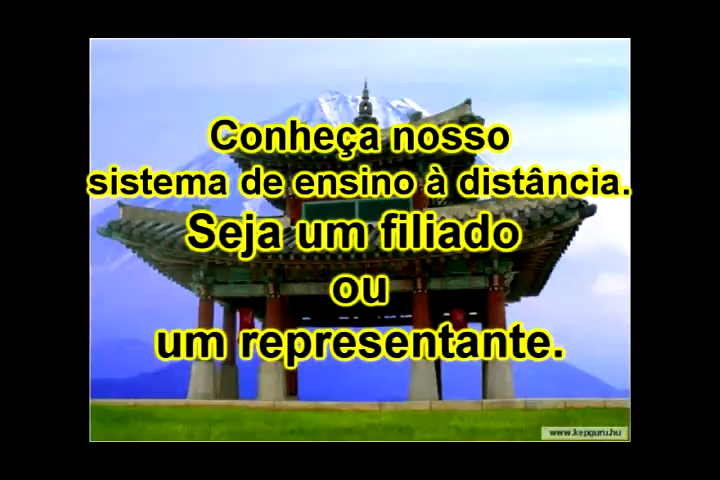 Conheça nosso
sistema de ensino à distância.
Seja um filiado
ou
um representante.
www.kepguru.hu